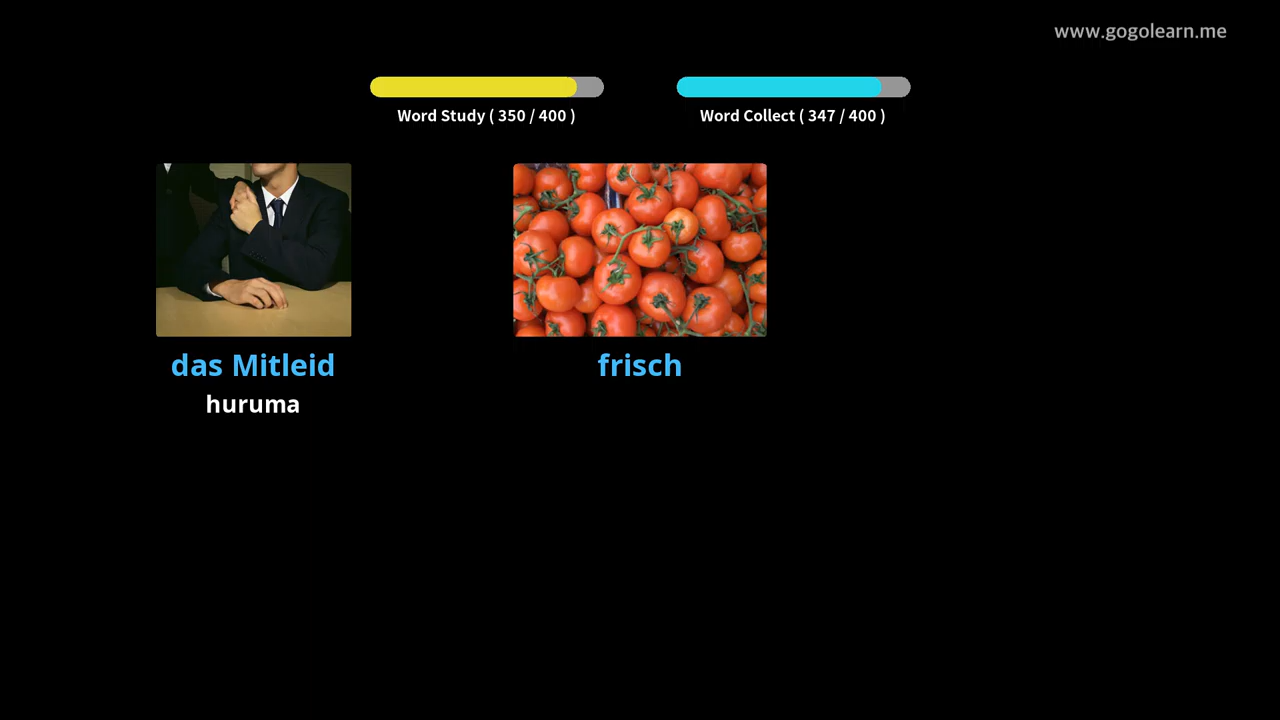 www.gogolearn.me
Word Study ( 350 / 400 )
Word Collect ( 347 / 400 )
das Mitleid
huruma
frisch